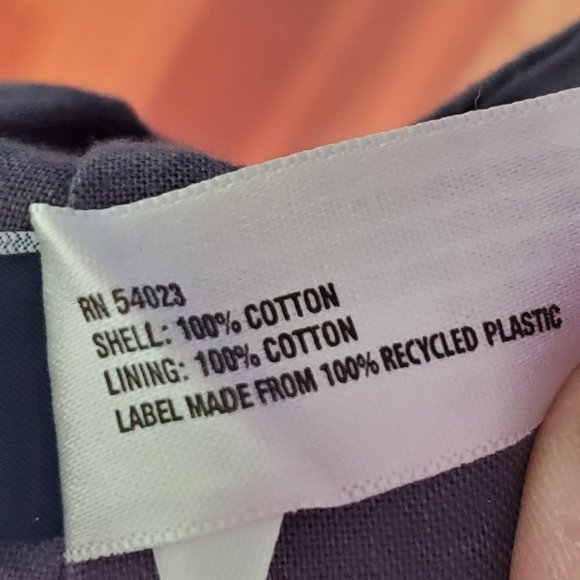 RN 54023
SHELL: 100% COTTON
LINING: 100% COTTON
LABEL MADE FROM 100% RECYCLED PLASTIC